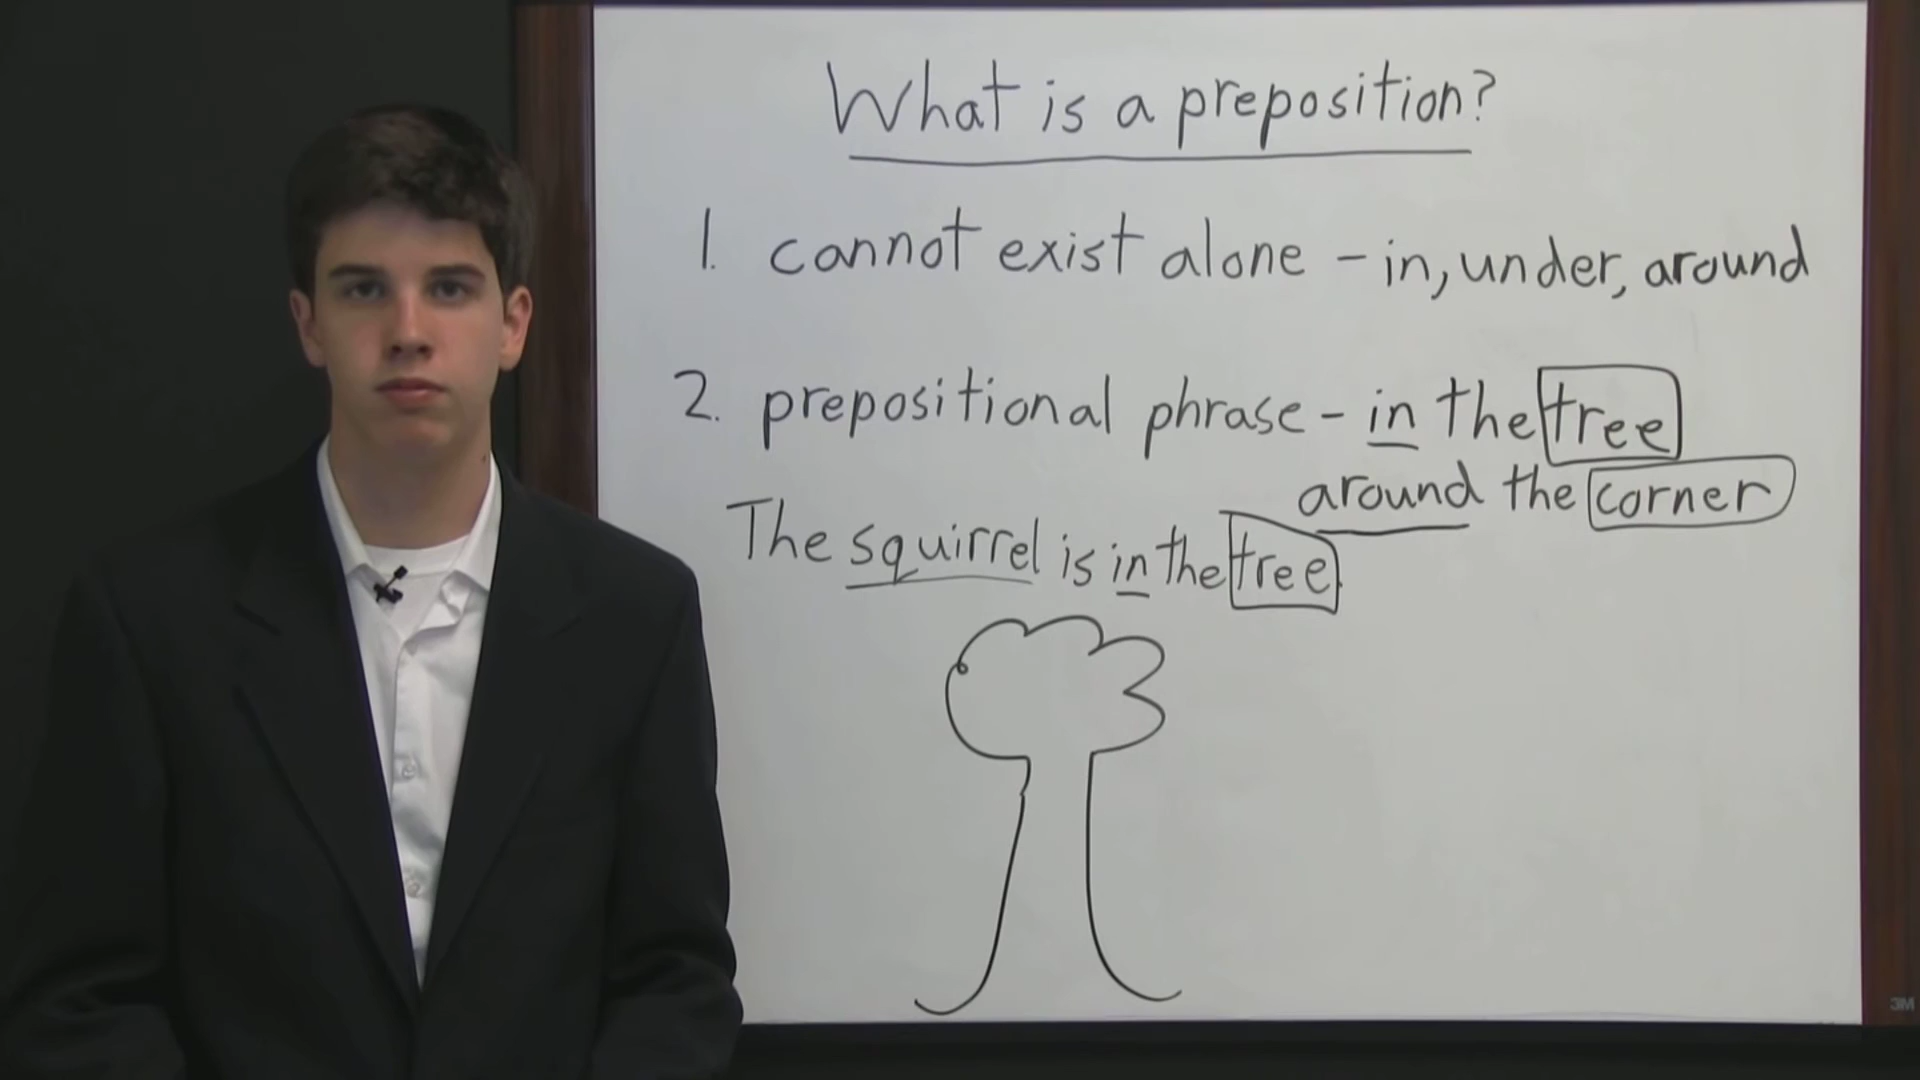 What is a preposition?
1. cannot exist alone - in, under, around
2. prepositional phrase - in the tree
around the corner
The squirrel is in the tree.
3M